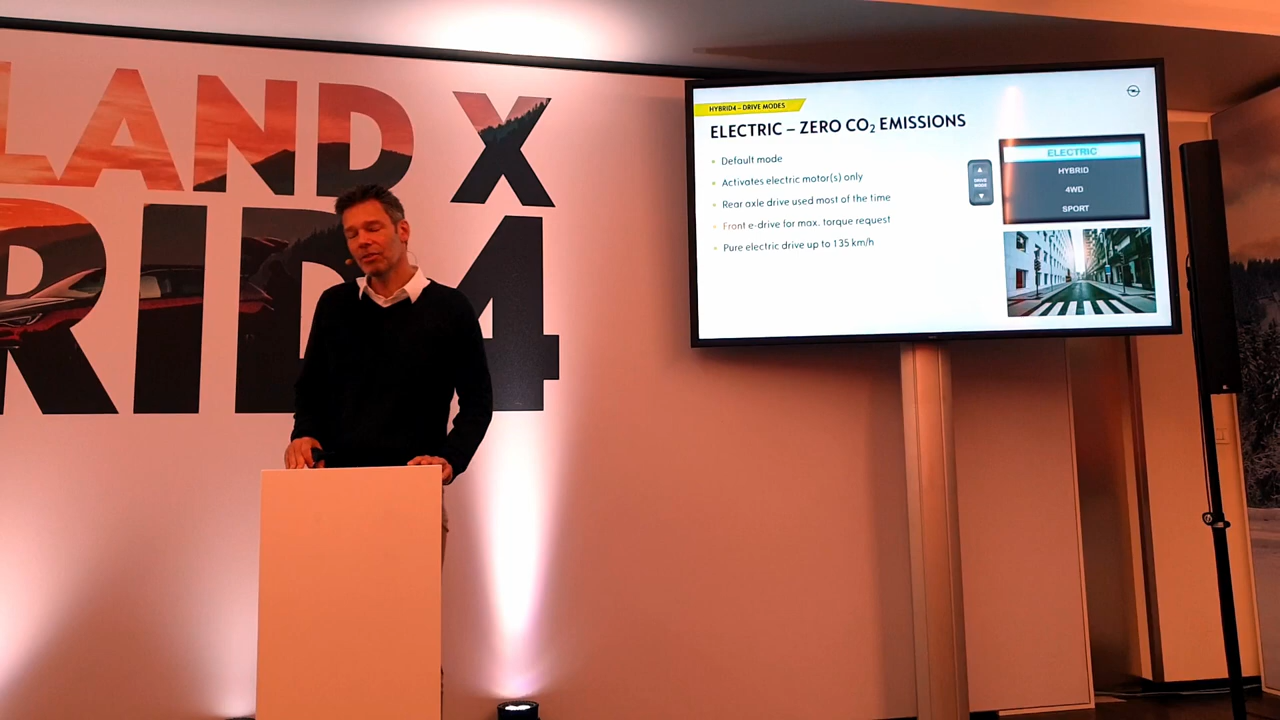 LAND X
RID4
HYBRID4 – DRIVE MODES
ELECTRIC – ZERO CO₂ EMISSIONS
Default mode
Activates electric motor(s) only
Rear axle drive used most of the time
Front e-drive for max. torque request
Pure electric drive up to 135 km/h
DRIVE
MODE
ELECTRIC
HYBRID
4WD
SPORT